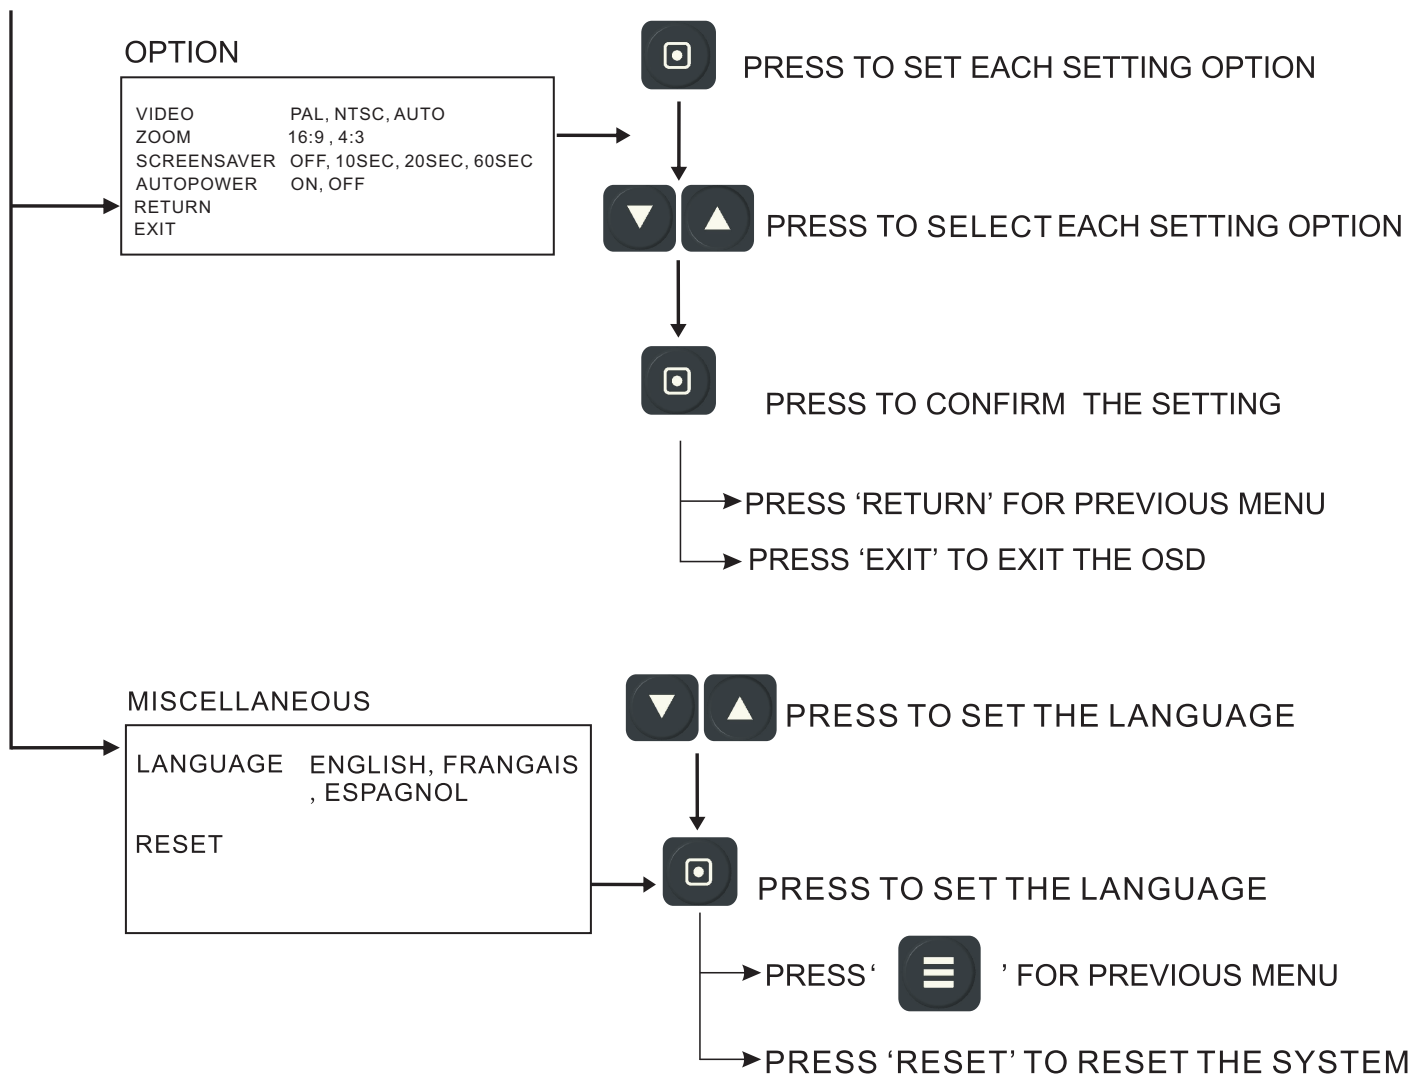 OPTION
PRESS TO SET EACH SETTING OPTION
VIDEO PAL, NTSC, AUTO
ZOOM 16:9 , 4:3
SCREENSAVER OFF, 10SEC, 20SEC, 60SEC
AUTOPOWER ON, OFF
RETURN
EXIT
PRESS TO SELECT EACH SETTING OPTION
PRESS TO CONFIRM THE SETTING
PRESS ‘RETURN’ FOR PREVIOUS MENU
PRESS ‘EXIT’ TO EXIT THE OSD
MISCELLANEOUS
PRESS TO SET THE LANGUAGE
LANGUAGE ENGLISH, FRANGAIS
, ESPAGNOL
RESET
PRESS TO SET THE LANGUAGE
PRESS ‘ ’ FOR PREVIOUS MENU
PRESS ‘RESET’ TO RESET THE SYSTEM